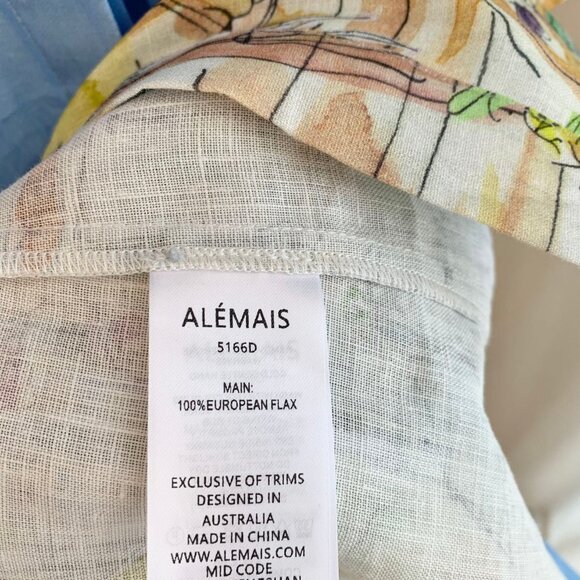 ALÉMAIS
5166D
MAIN:
100%EUROPEAN FLAX
EXCLUSIVE OF TRIMS
DESIGNED IN
AUSTRALIA
MADE IN CHINA
WWW.ALEMAIS.COM
MID CODE